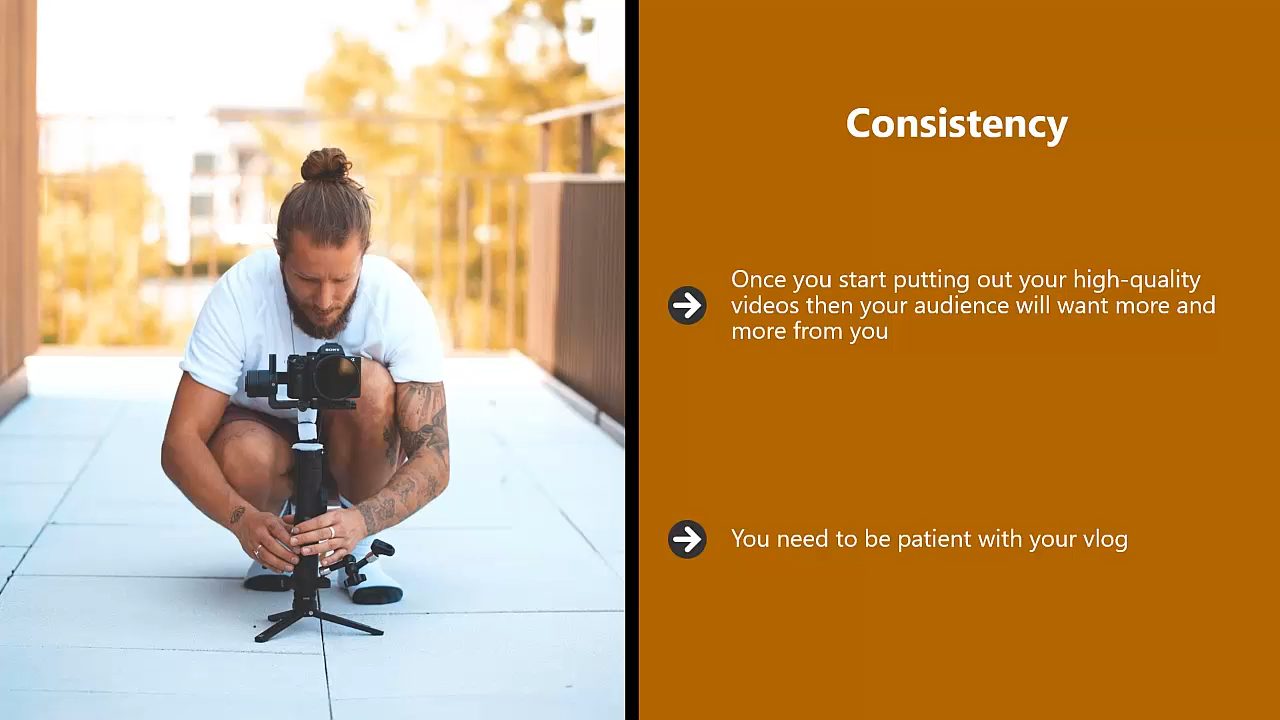 Consistency
Once you start putting out your high-quality
videos then your audience will want more and
more from you
You need to be patient with your vlog
SONY